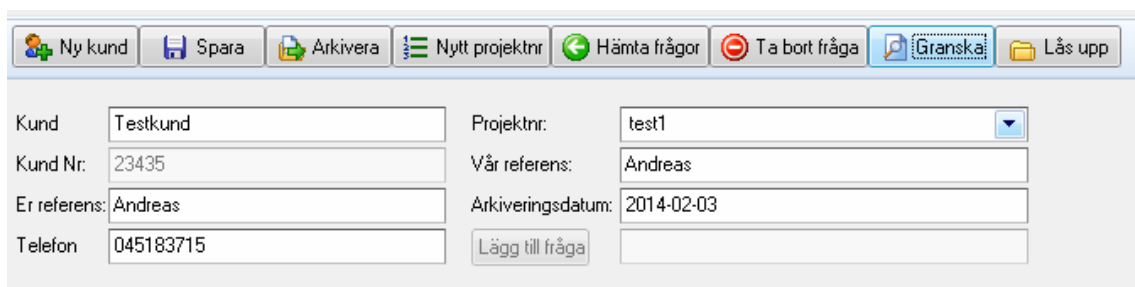 Ny kund Spara Arkivera Nytt projektnr Hämta frågor Ta bort fråga Granska Lås upp
Kund Testkund Projektnr: test1
Kund Nr: 23435 Vår referens: Andreas
Er referens: Andreas Arkiveringsdatum: 2014-02-03
Telefon 045183715 Lägg till fråga